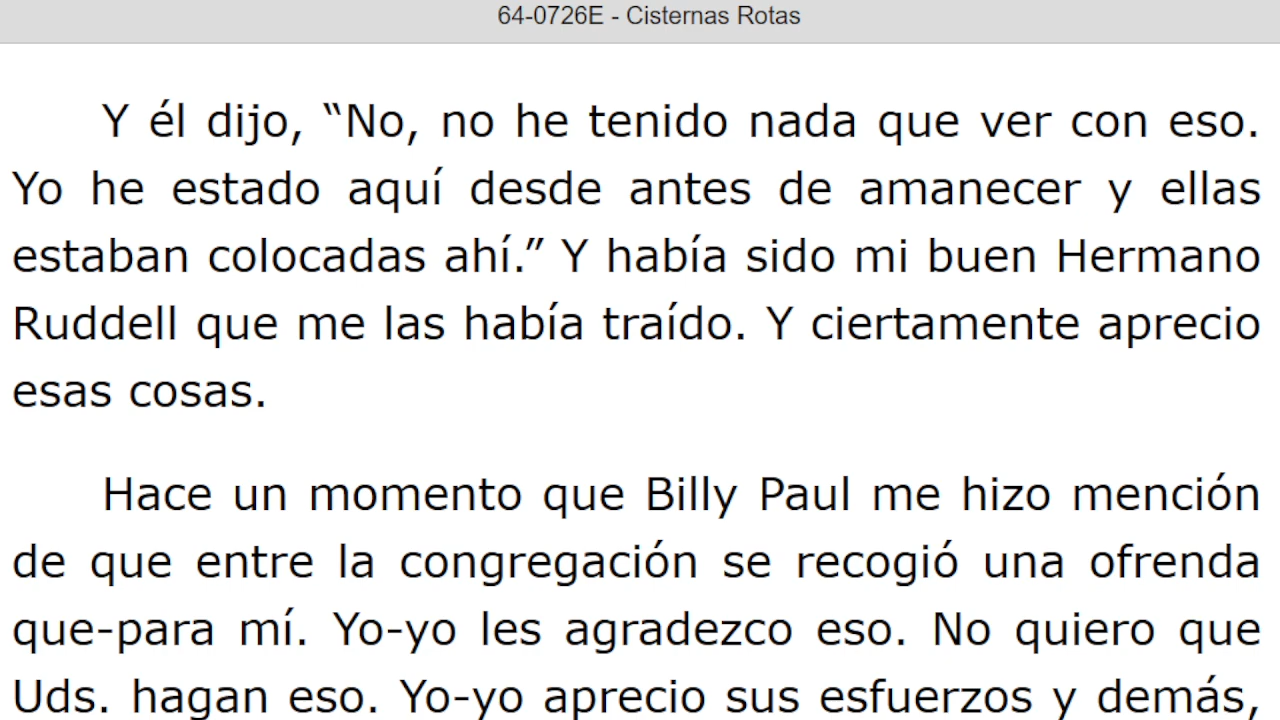 64-0726E - Cisternas Rotas
Y él dijo, “No, no he tenido nada que ver con eso.
Yo he estado aquí desde antes de amanecer y ellas
estaban colocadas ahí.” Y había sido mi buen Hermano
Ruddell que me las había traído. Y ciertamente aprecio
esas cosas.
Hace un momento que Billy Paul me hizo mención
de que entre la congregación se recogió una ofrenda
que-para mí. Yo-yo les agradezco eso. No quiero que
Uds. hagan eso. Yo-yo aprecio sus esfuerzos y demás,